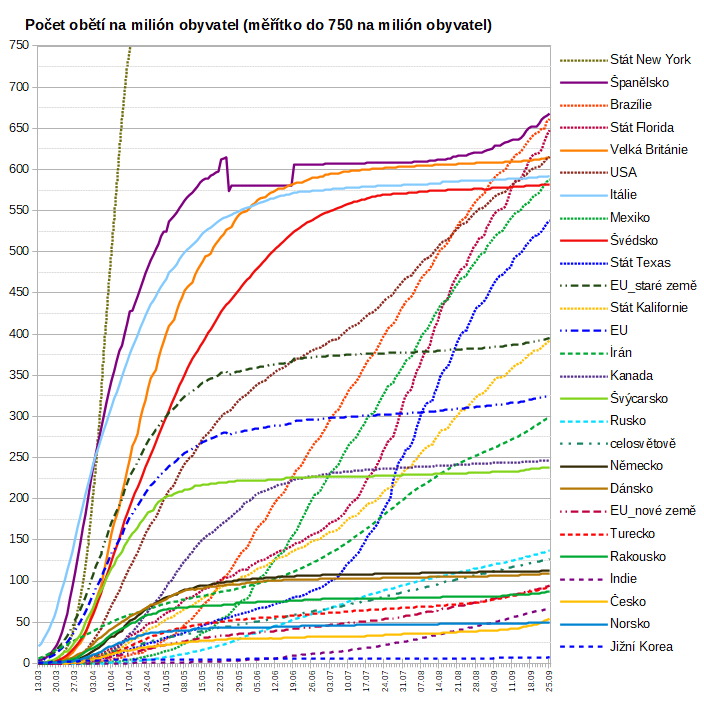 Počet obětí na milión obyvatel (měřítko do 750 na milión obyvatel)
750
700
650
600
550
500
450
400
350
300
250
200
150
100
50
0
13.03
20.03
27.03
03.04
10.04
17.04
24.04
01.05
08.05
15.05
22.05
29.05
05.06
12.06
19.06
26.06
03.07
10.07
17.07
24.07
31.07
07.08
14.08
21.08
28.08
04.09
11.09
18.09
25.09
Stát New York
Španělsko
Brazílie
Stát Florida
Velká Británie
USA
Itálie
Mexiko
Švédsko
Stát Texas
EU_staré země
Stát Kalifornie
EU
Írán
Kanada
Švýcarsko
Rusko
celosvětově
Německo
Dánsko
EU_nové země
Turecko
Rakousko
Indie
Česko
Norsko
Jižní Korea